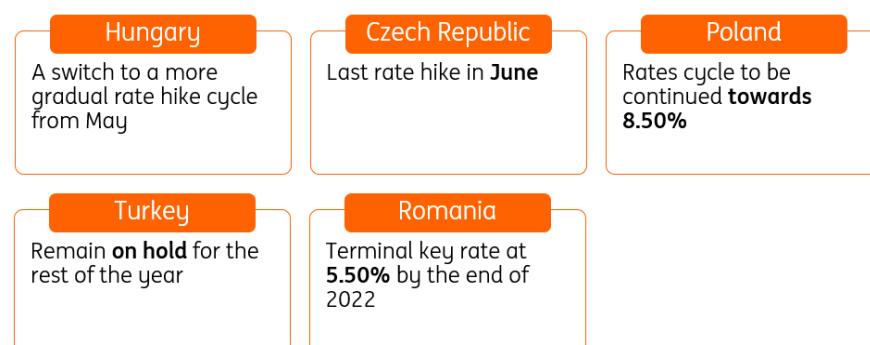 Hungary
A switch to a more
gradual rate hike cycle
from May
Czech Republic
Last rate hike in June
Poland
Rates cycle to be
continued towards
8.50%
Turkey
Remain on hold for the
rest of the year
Romania
Terminal key rate at
5.50% by the end of
2022